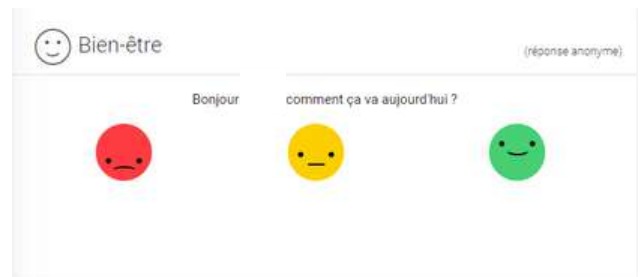 Bien-être
(réponse anonyme)
Bonjour comment ça va aujourd'hui ?